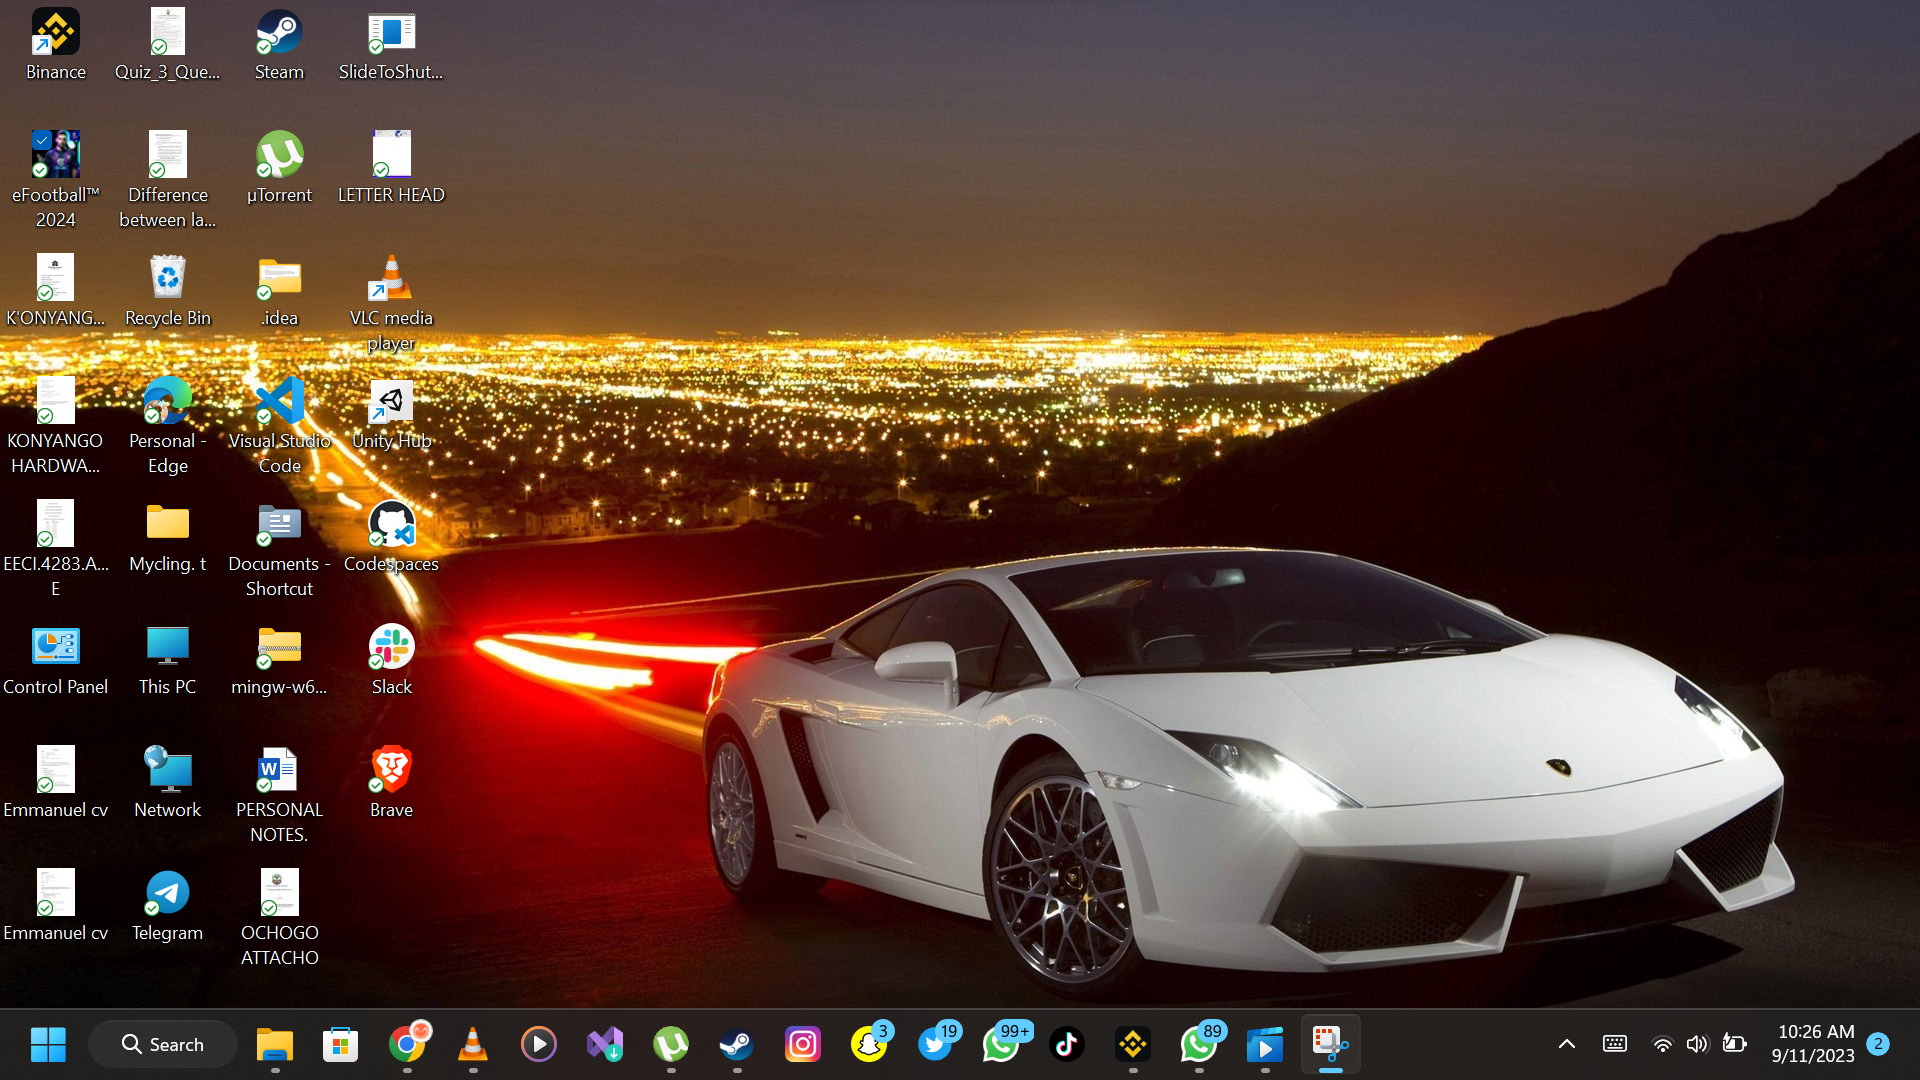 Binance
Quiz_3_Que...
Steam
SlideToShut...
eFootball™
2024
Difference
between la...
µTorrent
LETTER HEAD
K'ONYANG...
Recycle Bin
.idea
VLC media
player
KONYANGO
HARDWA...
Personal -
Edge
Visual Studio
Code
Unity Hub
EECI.4283.A...
E
Mycling. t
Documents -
Shortcut
Codespaces
Control Panel
This PC
mingw-w6...
Slack
Emmanuel cv
Network
PERSONAL
NOTES.
Brave
Emmanuel cv
Telegram
OCHOGO
ATTACHO
Search
3
19
99+
89
10:26 AM
9/11/2023
2